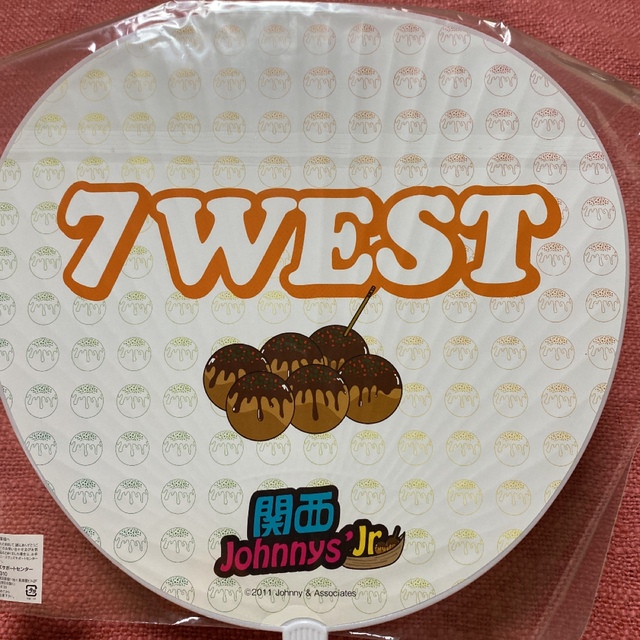 7WEST
関西
Johnnys'Jr
©2011 Johnny & Associates